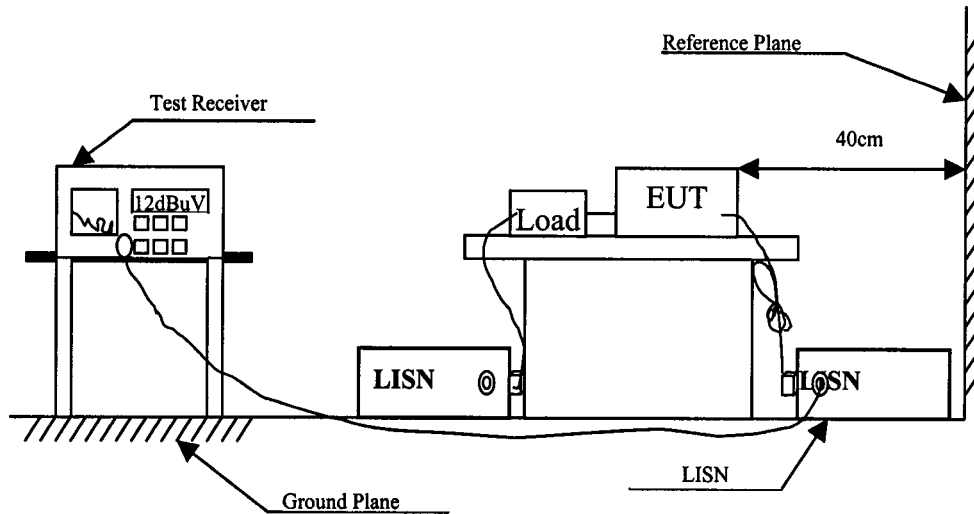 Reference Plane
Test Receiver
40cm
12dBuV
Load
EUT
LISN
LISN
LISN
Ground Plane